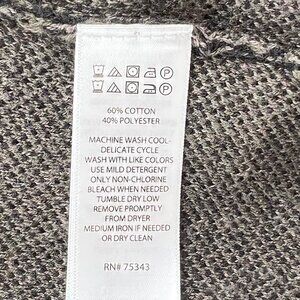 60% COTTON
40% POLYESTER
MACHINE WASH COOL-
DELICATE CYCLE
WASH WITH LIKE COLORS
USE MILD DETERGENT
ONLY NON-CHLORINE
BLEACH WHEN NEEDED
TUMBLE DRY LOW
REMOVE PROMPTLY
FROM DRYER
MEDIUM IRON IF NEEDED
OR DRY CLEAN
RN# 75343